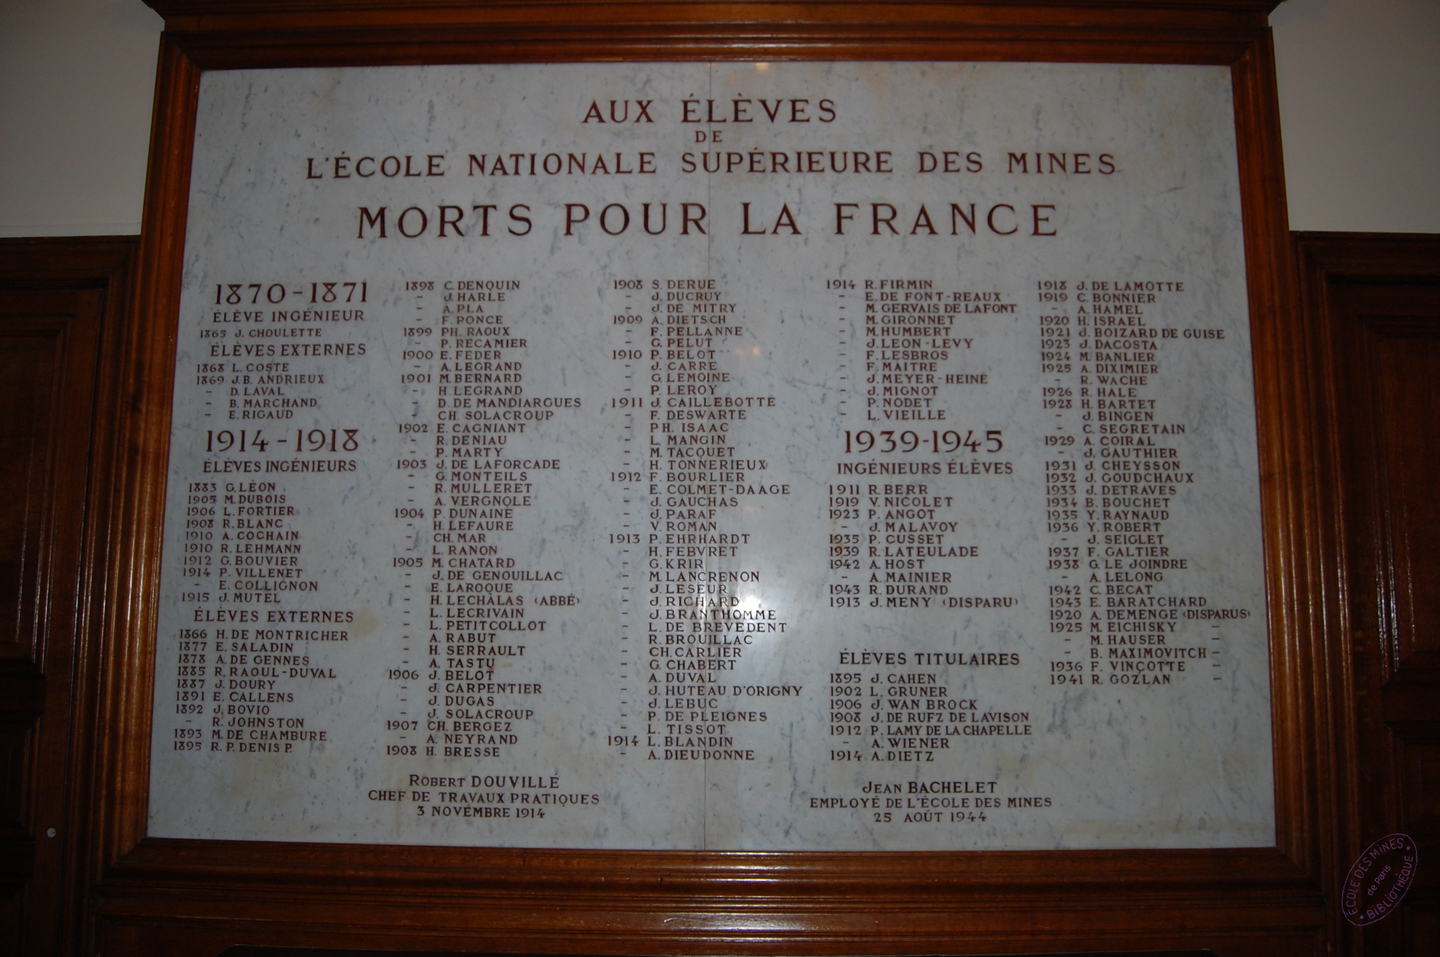 AUX ÉLÈVES
DE
L'ÉCOLE NATIONALE SUPÉRIEURE DES MINES
MORTS POUR LA FRANCE
1870-1871
ÉLÈVE INGÉNIEUR
1865 J. CHOULETTE
ÉLÈVES EXTERNES
1868 L. COSTE
1869 J.B. ANDRIEUX
- D. LAVAL
- B. MARCHAND
- E. RIGAUD
1914-1918
ÉLÈVES INGÉNIEURS
1883 G. LÉON
1905 M. DUBOIS
1906 L. FORTIER
1908 R. BLANC
1910 A. COCHAIN
1910 R. LEHMANN
1912 G. BOUVIER
1914 P. VILLENET
- E. COLLIGNON
1915 J. MUTEL
ÉLÈVES EXTERNES
1866 H. DE MONTRICHER
1877 E. SALADIN
1878 A. DE GENNES
1885 R. RAOUL-DUVAL
1887 J. DOURY
1891 E. CALLENS
1892 J. BOVIO
- R. JOHNSTON
1893 M. DE CHAMBURE
1895 R.P. DENIS P.
1898 C. DENQUIN
- J. HARLE
- A. PLA
- F. PONCE
1899 PH. RAOUX
- P. RECAMIER
1900 E. FEDER
- A. LEGRAND
1901 M. BERNARD
- H. LEGRAND
- D. DE MANDIARGUES
- CH. SOLACROUP
1902 E. CAGNIANT
- R. DENIAU
- P. MARTY
1903 J. DE LAFORCADE
- G. MONTEILS
- R. MULLERET
- A. VERGNOLE
1904 P. DUNAINE
- H. LEFAURE
- CH. MAR
- L. RANON
1905 M. CHATARD
- J. DE GENOUILLAC
- E. LAROQUE
- H. LECHALAS (ABBÉ)
- L. LECRIVAIN
- L. PETITCOLLOT
- A. RABUT
- H. SERRAULT
- A. TASTU
1906 J. BELOT
- J. CARPENTIER
- J. DUGAS
- J. SOLACROUP
1907 CH. BERGEZ
- A. NEYRAND
1908 H. BRESSE
1908 S. DERUE
- J. DUCRUY
- J. DE MITRY
1909 A. DIETSCH
- F. PELLANNE
- G. PELUT
1910 P. BELOT
- J. CARRE
- G. LEMOINE
- P. LEROY
1911 J. CAILLEBOTTE
- F. DESWARTE
- PH. ISAAC
- L. MANGIN
- M. TACQUET
- H. TONNERIEUX
1912 F. BOURLIER
- E. COLMET-DAAGE
- J. GAUCHAS
- J. PARAF
- V. ROMAN
1913 P. EHRHARDT
- H. FEBVRET
- G. KRIR
- M. LANCRENON
- J. LESEUR
- J. RICHARD
- J. BRANTHOMME
- L. DE BREVEDENT
- R. BROUILLAC
- CH. CARLIER
- G. CHABERT
- A. DUVAL
- J. HUTEAU D'ORIGNY
- J. LEBUC
- P. DE PLEIGNES
- L. TISSOT
1914 L. BLANDIN
- A. DIEUDONNE
1914 R. FIRMIN
- E. DE FONT-REAUX
- M. GERVAIS DE LAFONT
- M. GIRONNET
- M. HUMBERT
- J. LEON-LEVY
- F. LESBROS
- F. MAITRE
- J. MEYER-HEINE
- J. MIGNOT
- P. NODET
- L. VIEILLE
1939-1945
INGÉNIEURS ÉLÈVES
1911 R. BERR
1919 V. NICOLET
1923 P. ANGOT
- J. MALAVOY
1935 P. CUSSET
1939 R. LATEULADE
1942 A. HOST
- A. MAINIER
1943 R. DURAND
1913 J. MENY (DISPARU)
ÉLÈVES TITULAIRES
1895 J. CAHEN
1902 L. GRUNER
1906 J. WAN BROCK
1908 J. DE RUFZ DE LAVISON
1912 P. LAMY DE LA CHAPELLE
- A. WIENER
1914 A. DIETZ
1918 J. DE LAMOTTE
1919 C. BONNIER
- A. HAMEL
1920 H. ISRAEL
1921 J. BOIZARD DE GUISE
1923 J. DACOSTA
1924 M. BANLIER
1925 A. DIXIMIER
- R. WACHE
1926 R. HALE
1928 H. BARTET
- J. BINGEN
- C. SEGRETAIN
1929 A. COIRAL
- J. GAUTHIER
1931 J. CHEYSSON
1932 J. GOUDCHAUX
1933 J. DETRAVES
1934 B. BOUCHET
1935 Y. RAYNAUD
1936 Y. ROBERT
- J. SEIGLET
1937 F. GALTIER
1938 G. LE JOINDRE
- A. LELONG
1942 C. BECAT
1943 E. BARATCHARD
1920 A. DEMENGE (DISPARUS)
1925 M. EICHISKY -
- M. HAUSER -
- B. MAXIMOVITCH -
1936 F. VINÇOTTE -
1941 R. GOZLAN -
ROBERT DOUVILLÉ
CHEF DE TRAVAUX PRATIQUES
3 NOVEMBRE 1914
JEAN BACHELET
EMPLOYÉ DE L'ÉCOLE DES MINES
25 AOÛT 1944
ÉCOLE DES MINES
de Paris
BIBLIOTHÈQUE